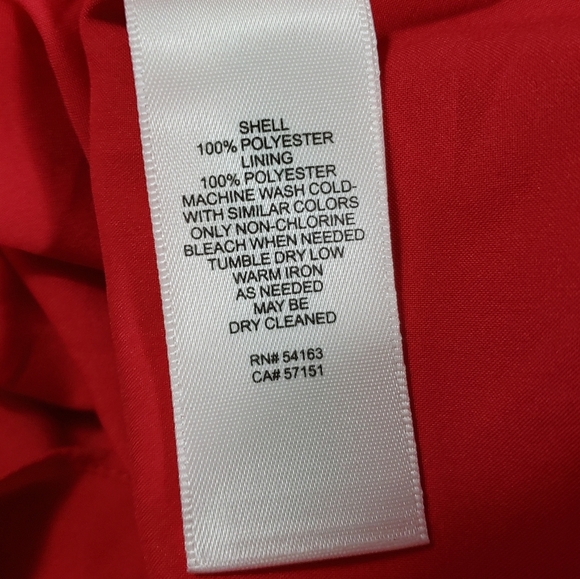 SHELL
100% POLYESTER
LINING
100% POLYESTER
MACHINE WASH COLD-
WITH SIMILAR COLORS
ONLY NON-CHLORINE
BLEACH WHEN NEEDED
TUMBLE DRY LOW
WARM IRON
AS NEEDED
MAY BE
DRY CLEANED
RN# 54163
CA# 57151